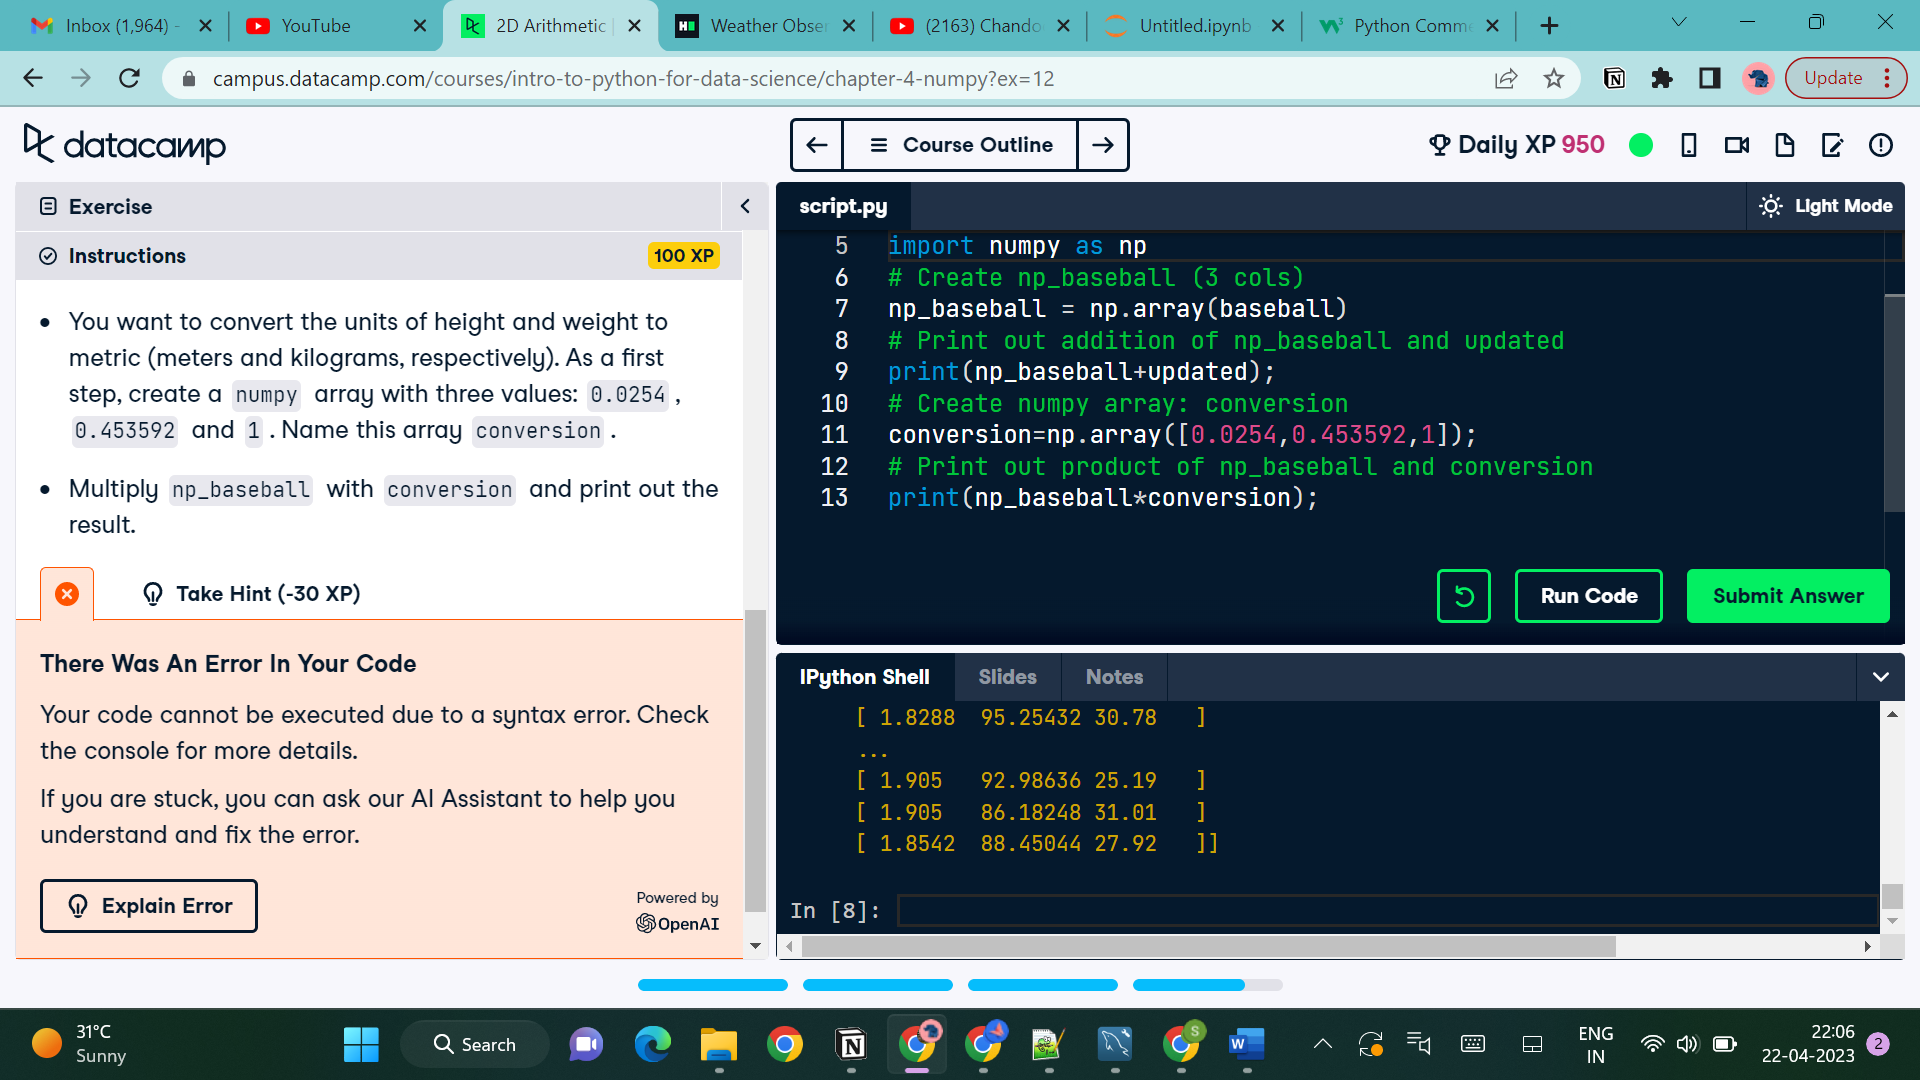 Inbox (1,964) -
YouTube
2D Arithmetic
Weather Obser
(2163) Chando
Untitled.ipynb
Python Comme
campus.datacamp.com/courses/intro-to-python-for-data-science/chapter-4-numpy?ex=12
Update
datacamp
Course Outline
Daily XP 950
Exercise
Instructions
100 XP
You want to convert the units of height and weight to
metric (meters and kilograms, respectively). As a first
step, create a numpy array with three values: 0.0254 ,
0.453592 and 1 . Name this array conversion .
Multiply np_baseball with conversion and print out the
result.
Take Hint (-30 XP)
There Was An Error In Your Code
Your code cannot be executed due to a syntax error. Check
the console for more details.
If you are stuck, you can ask our AI Assistant to help you
understand and fix the error.
Explain Error
Powered by
OpenAI
script.py
Light Mode
5 import numpy as np
6 # Create np_baseball (3 cols)
7 np_baseball = np.array(baseball)
8 # Print out addition of np_baseball and updated
9 print(np_baseball+updated);
10 # Create numpy array: conversion
11 conversion=np.array([0.0254,0.453592,1]);
12 # Print out product of np_baseball and conversion
13 print(np_baseball*conversion);
Run Code
Submit Answer
IPython Shell
Slides
Notes
[ 1.8288 95.25432 30.78 ]
...
[ 1.905 92.98636 25.19 ]
[ 1.905 86.18248 31.01 ]
[ 1.8542 88.45044 27.92 ]]
In [8]:
31°C
Sunny
Search
S
W
ENG
IN
22:06
22-04-2023
2